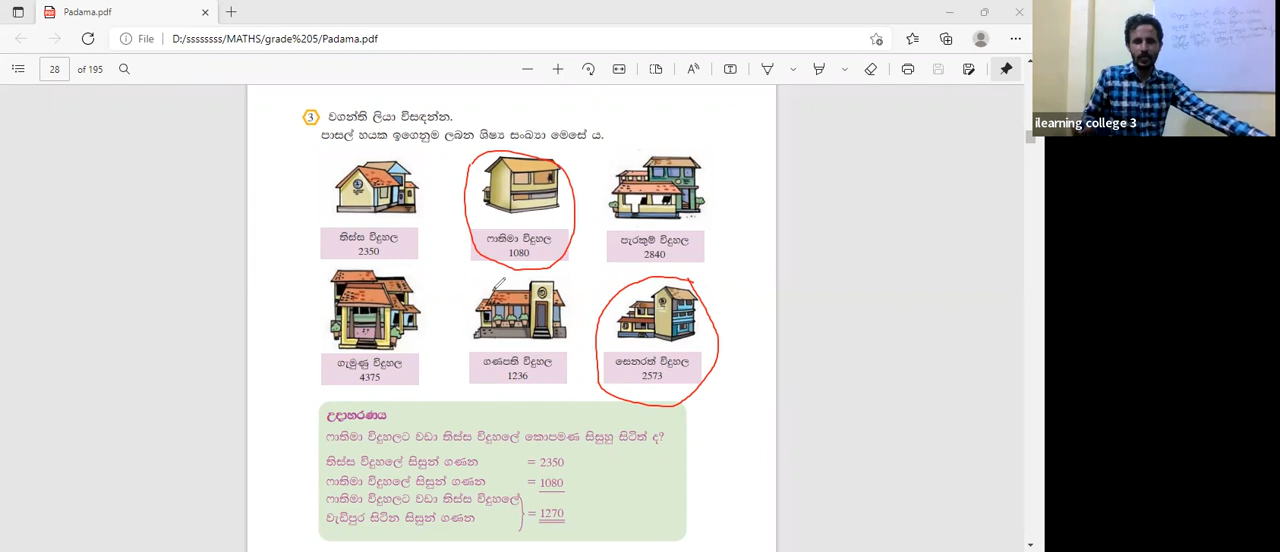 Padama.pdf
File D:/ssssssss/MATHS/grade%205/Padama.pdf
28 of 195
ilearning college 3
3 වගන්ති ලියා විසඳන්න.
පාසල් හයක ඉගෙනුම ලබන ශිෂ්‍ය සංඛ්‍යා මෙසේ ය.
තිස්ස විදුහල
2350
ෆාතිමා විදුහල
1080
පැරකුම් විදුහල
2840
ගැමුණු විදුහල
4375
ගණපති විදුහල
1236
සෙනරත් විදුහල
2573
උදාහරණය
ෆාතිමා විදුහලට වඩා තිස්ස විදුහලේ කොපමණ සිසුහු සිටිත් ද?
තිස්ස විදුහලේ සිසුන් ගණන = 2350
ෆාතිමා විදුහලේ සිසුන් ගණන = 1080
ෆාතිමා විදුහලට වඩා තිස්ස විදුහලේ
වැඩිපුර සිටින සිසුන් ගණන = 1270